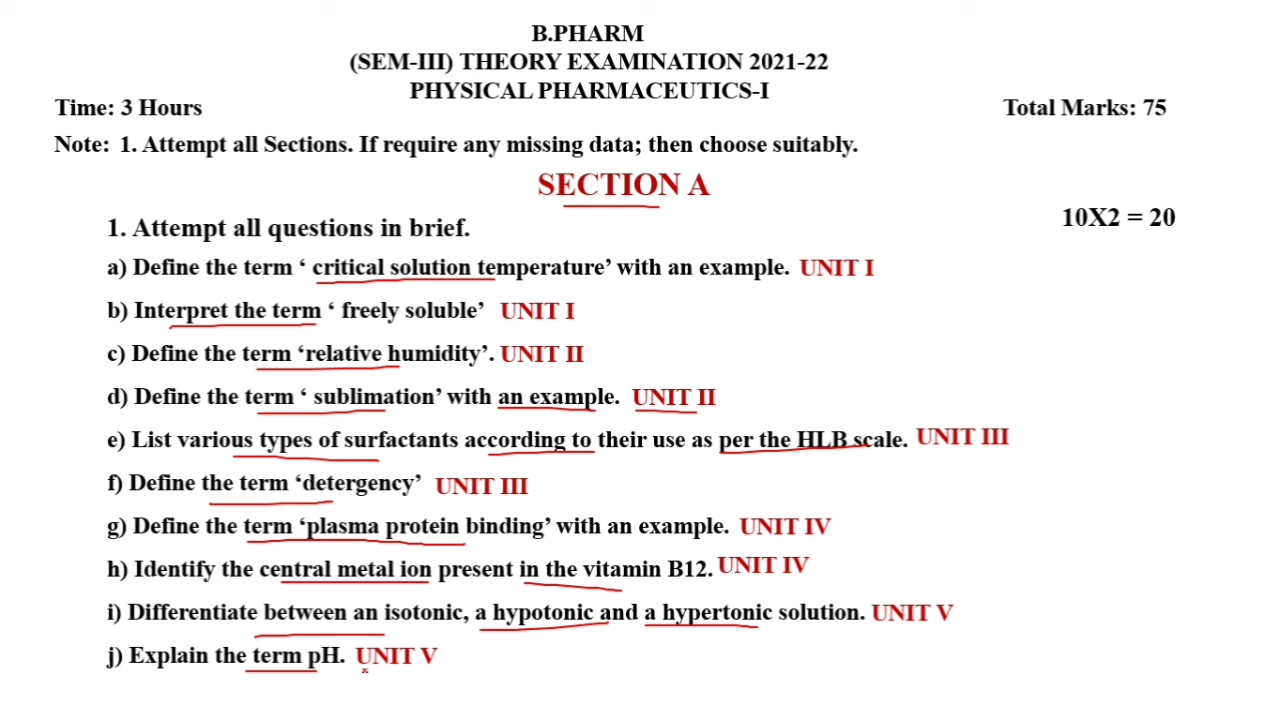 B.PHARM
(SEM-III) THEORY EXAMINATION 2021-22
PHYSICAL PHARMACEUTICS-I
Time: 3 Hours Total Marks: 75
Note: 1. Attempt all Sections. If require any missing data; then choose suitably.
SECTION A
1. Attempt all questions in brief. 10X2 = 20
a) Define the term ‘ critical solution temperature’ with an example. UNIT I
b) Interpret the term ‘ freely soluble’ UNIT I
c) Define the term ‘relative humidity’. UNIT II
d) Define the term ‘ sublimation’ with an example. UNIT II
e) List various types of surfactants according to their use as per the HLB scale. UNIT III
f) Define the term ‘detergency’ UNIT III
g) Define the term ‘plasma protein binding’ with an example. UNIT IV
h) Identify the central metal ion present in the vitamin B12. UNIT IV
i) Differentiate between an isotonic, a hypotonic and a hypertonic solution. UNIT V
j) Explain the term pH. UNIT V